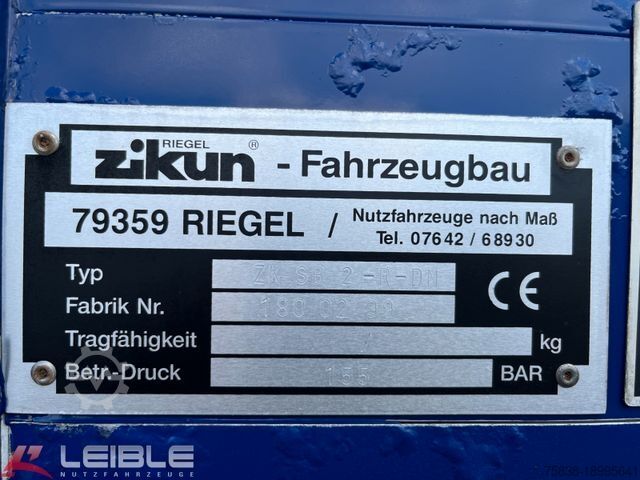 RIEGEL
zikun® - Fahrzeugbau
79359 RIEGEL / Nutzfahrzeuge nach Maß
Tel. 07642 / 68930
Typ ZK-SB 2-R-DN
Fabrik Nr.
Tragfähigkeit kg
Betr.-Druck 155 BAR
CE
LEIBLE
NUTZFAHRZEUGE